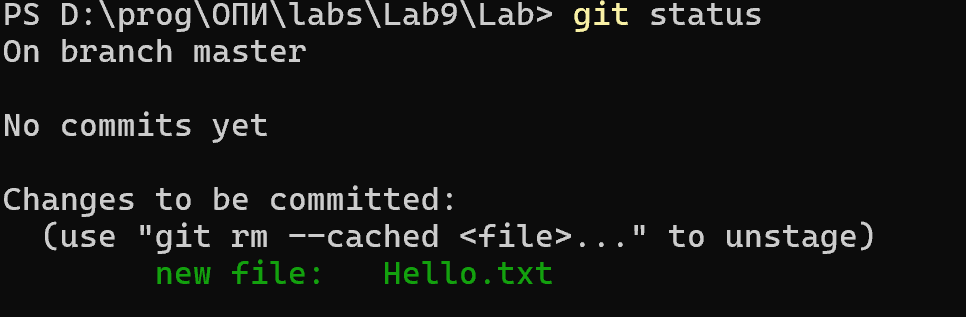 PS D:\prog\ОПИ\labs\Lab9\Lab> git status
On branch master
No commits yet
Changes to be committed:
(use "git rm --cached <file>..." to unstage)
new file: Hello.txt